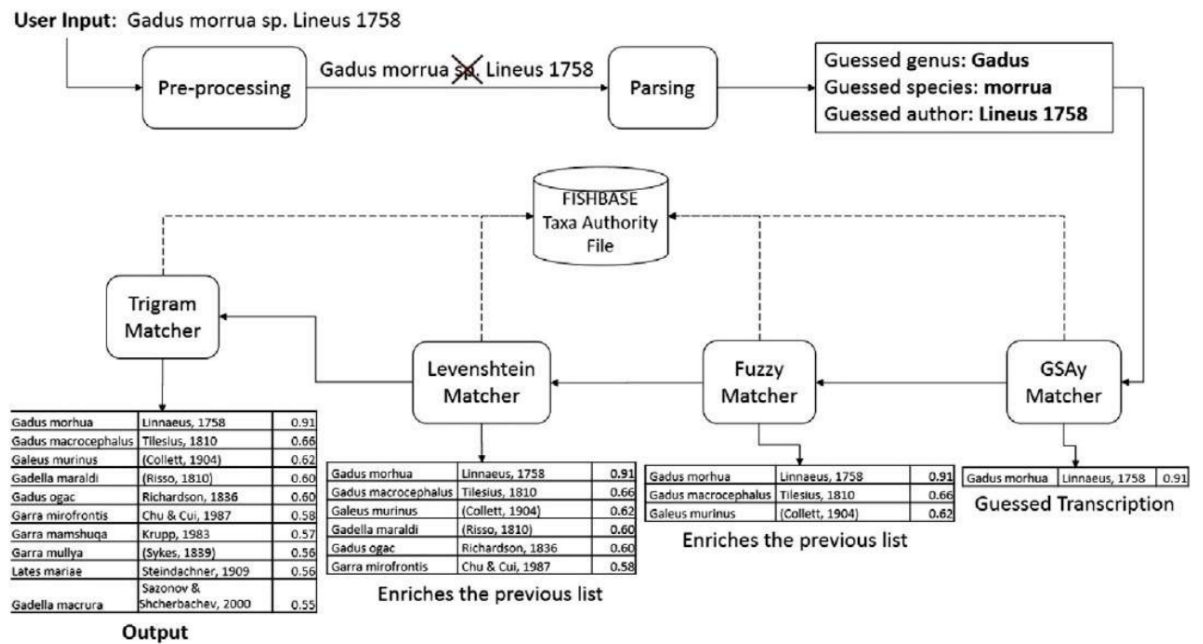 User Input: Gadus morrua sp. Lineus 1758
Pre-processing
Gadus morrua sp. Lineus 1758
Parsing
Guessed genus: Gadus
Guessed species: morrua
Guessed author: Lineus 1758
FISHBASE
Taxa Authority
File
Trigram
Matcher
Levenshtein
Matcher
Fuzzy
Matcher
GSAy
Matcher
Gadus morhua Linnaeus, 1758 0.91
Gadus macrocephalus Tilesius, 1810 0.66
Galeus murinus (Collett, 1904) 0.62
Gadella maraldi (Risso, 1810) 0.60
Gadus ogac Richardson, 1836 0.60
Garra mirofrontis Chu & Cui, 1987 0.58
Garra mamshuqa Krupp, 1983 0.57
Garra mullya (Sykes, 1839) 0.56
Lates mariae Steindachner, 1909 0.56
Gadella macrura Sazonov &
Shcherbachev, 2000 0.55
Output
Gadus morhua Linnaeus, 1758 0.91
Gadus macrocephalus Tilesius, 1810 0.66
Galeus murinus (Collett, 1904) 0.62
Gadella maraldi (Risso, 1810) 0.60
Gadus ogac Richardson, 1836 0.60
Garra mirofrontis Chu & Cui, 1987 0.58
Enriches the previous list
Gadus morhua Linnaeus, 1758 0.91
Gadus macrocephalus Tilesius, 1810 0.66
Galeus murinus (Collett, 1904) 0.62
Enriches the previous list
Gadus morhua Linnaeus, 1758 0.91
Guessed Transcription